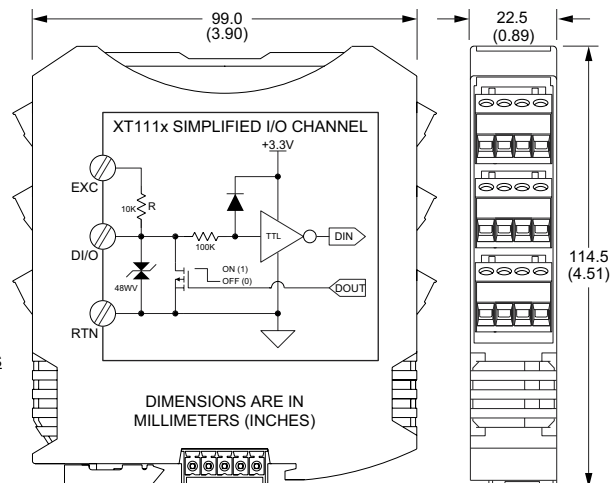 99.0
(3.90)
22.5
(0.89)
XT111x SIMPLIFIED I/O CHANNEL
+3.3V
EXC
10K R
DI/O
100K
TTL
DIN
48WV
ON (1)
OFF (0)
DOUT
RTN
114.5
(4.51)
DIMENSIONS ARE IN
MILLIMETERS (INCHES)